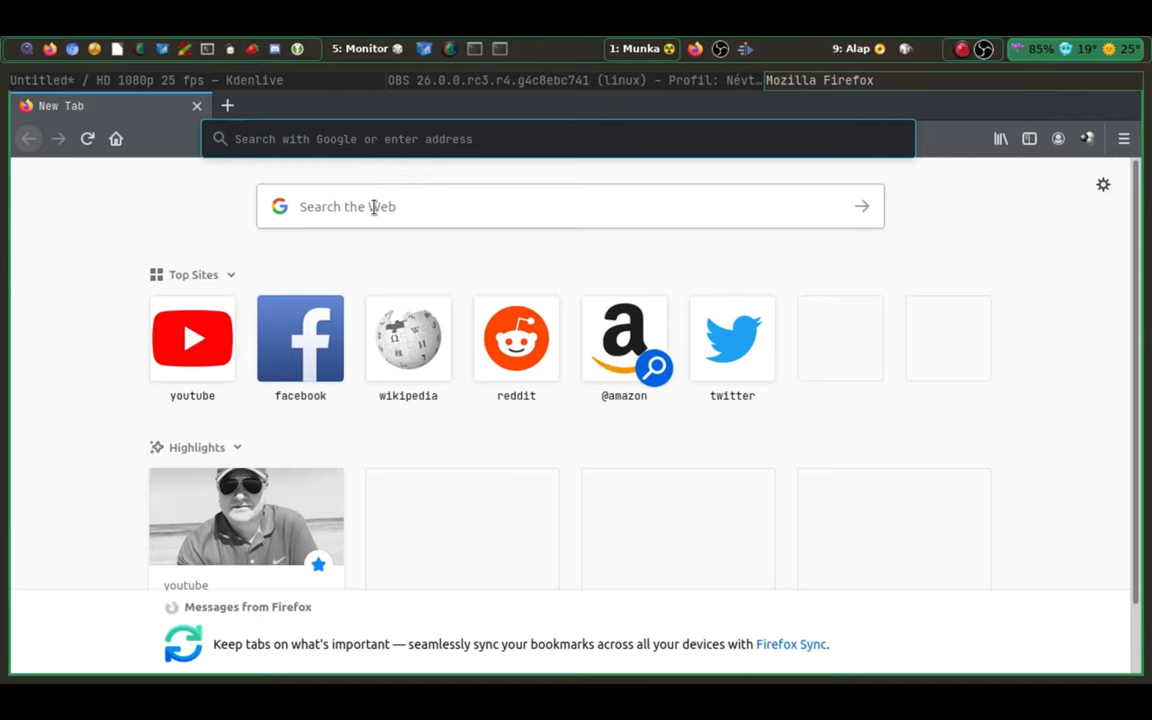 5: Monitor
1: Munka
9: Alap
85% 19° 25°
Untitled* / HD 1080p 25 fps – Kdenlive
OBS 26.0.0.rc3.r4.g4c8ebc741 (linux) – Profil: Névt…
Mozilla Firefox
New Tab
Search with Google or enter address
Search the Web
Top Sites
youtube
facebook
wikipedia
reddit
@amazon
twitter
Highlights
youtube
Messages from Firefox
Keep tabs on what's important — seamlessly sync your bookmarks across all your devices with Firefox Sync.